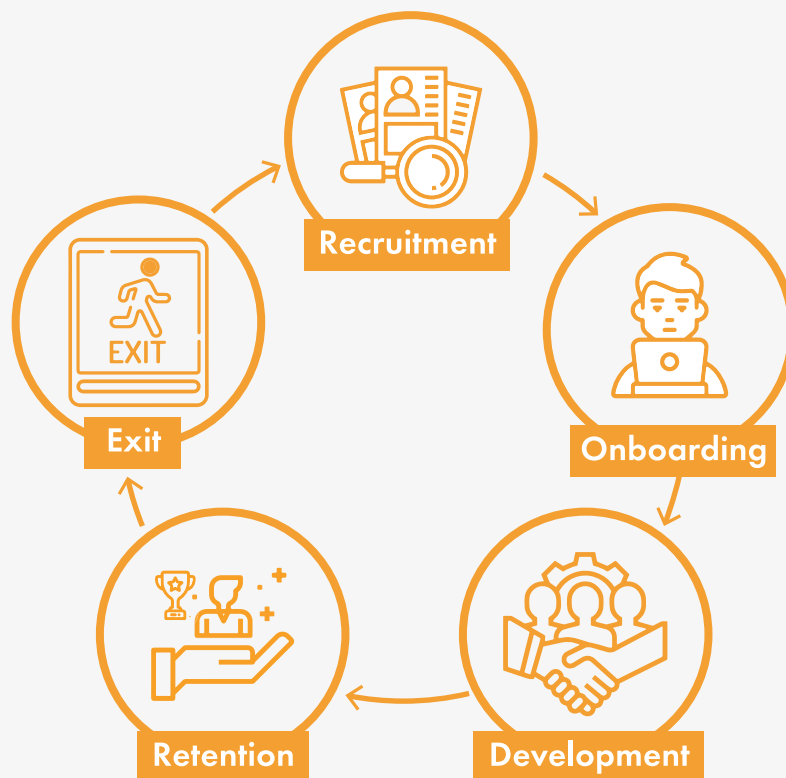 Recruitment
Onboarding
Development
Retention
Exit
EXIT